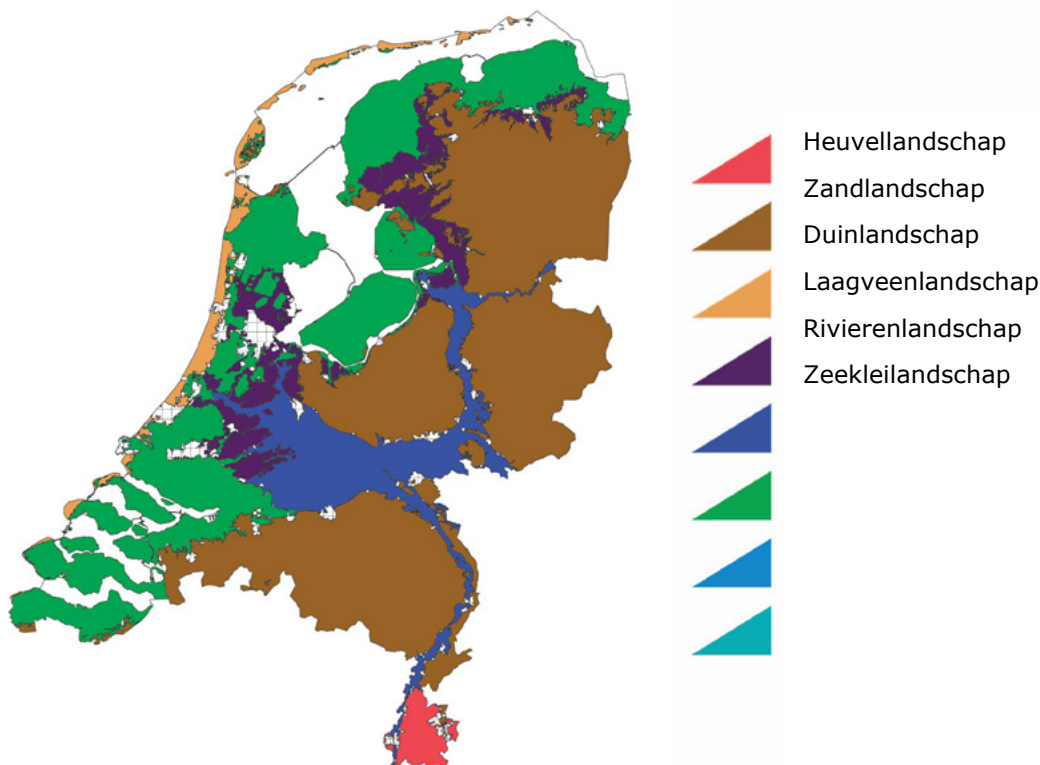 Heuvellandschap
Zandlandschap
Duinlandschap
Laagveenlandschap
Rivierenlandschap
Zeekleilandschap